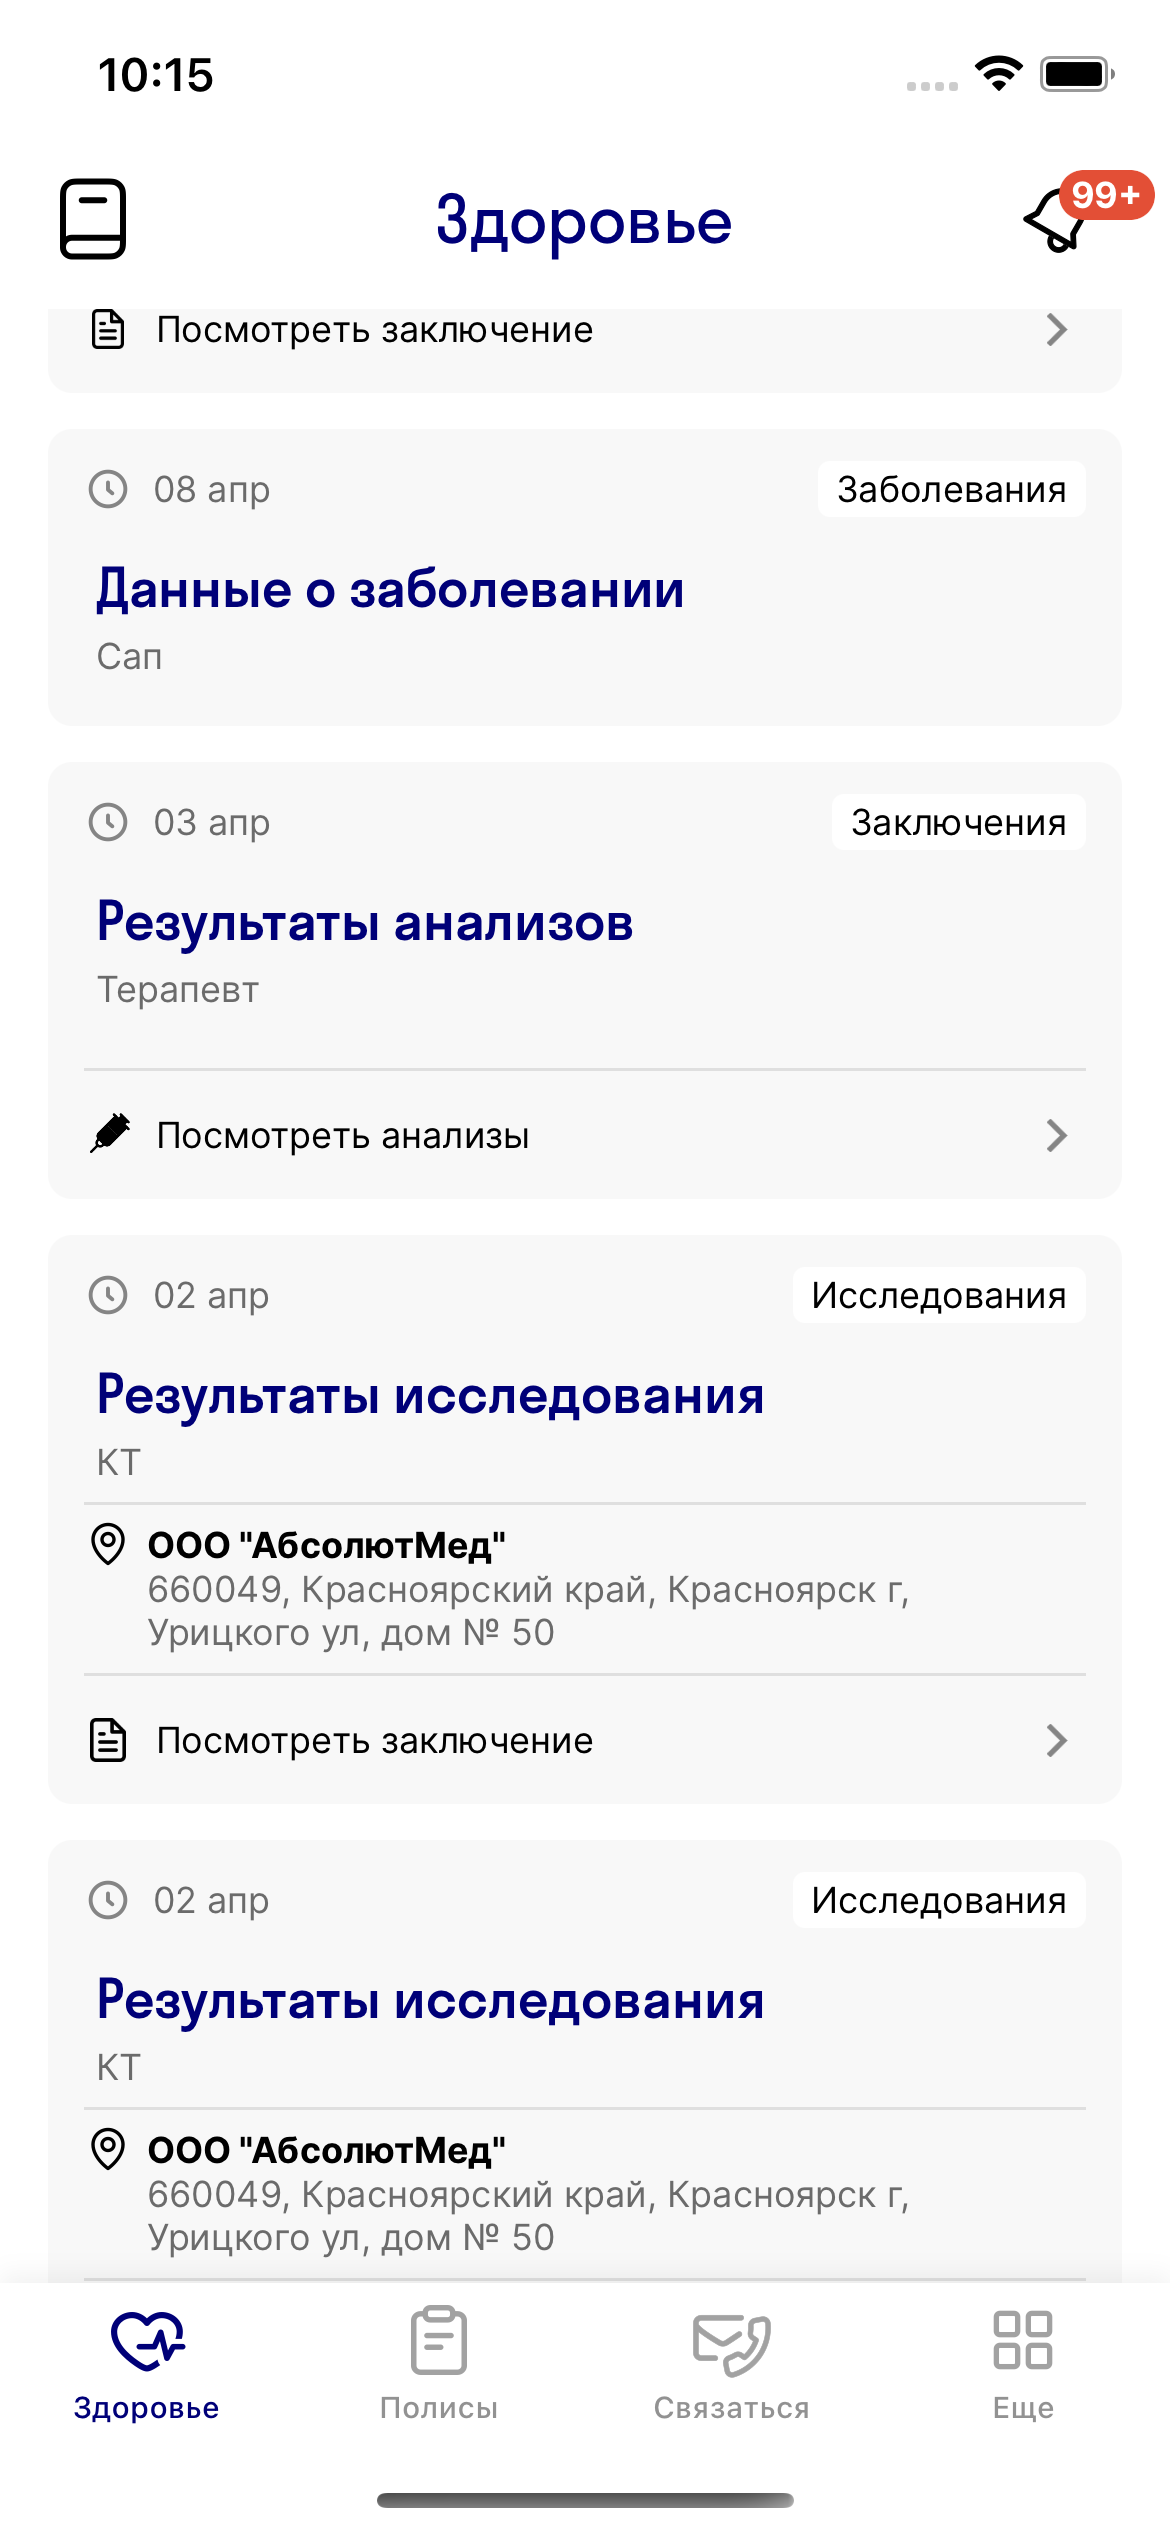 10:15
Здоровье
99+
Посмотреть заключение
08 апр
Заболевания
Данные о заболевании
Сап
03 апр
Заключения
Результаты анализов
Терапевт
Посмотреть анализы
02 апр
Исследования
Результаты исследования
КТ
ООО "АбсолютМед"
660049, Красноярский край, Красноярск г,
Урицкого ул, дом № 50
Посмотреть заключение
02 апр
Исследования
Результаты исследования
КТ
ООО "АбсолютМед"
660049, Красноярский край, Красноярск г,
Урицкого ул, дом № 50
Здоровье
Полисы
Связаться
Еще